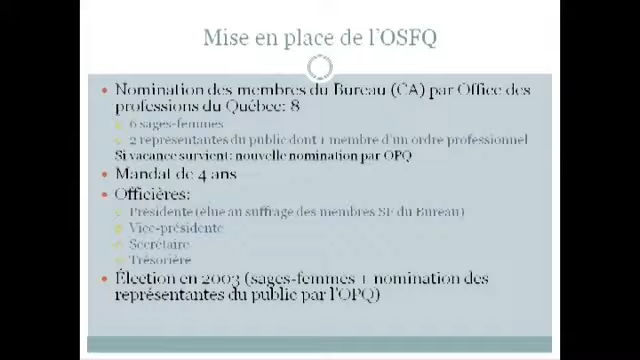 Mise en place de l'OSFQ
Nomination des membres du Bureau (CA) par Office des
professions du Québec: 8
6 sages-femmes
2 représentantes du public dont 1 membre d'un ordre professionnel
Si vacance survient: nouvelle nomination par OPQ
Mandat de 4 ans
Officières:
Présidente (élue au suffrage des membres SF du Bureau)
Vice-présidente
Secrétaire
Trésorière
Élection en 2003 (sages-femmes + nomination des
représentantes du public par l'OPQ)